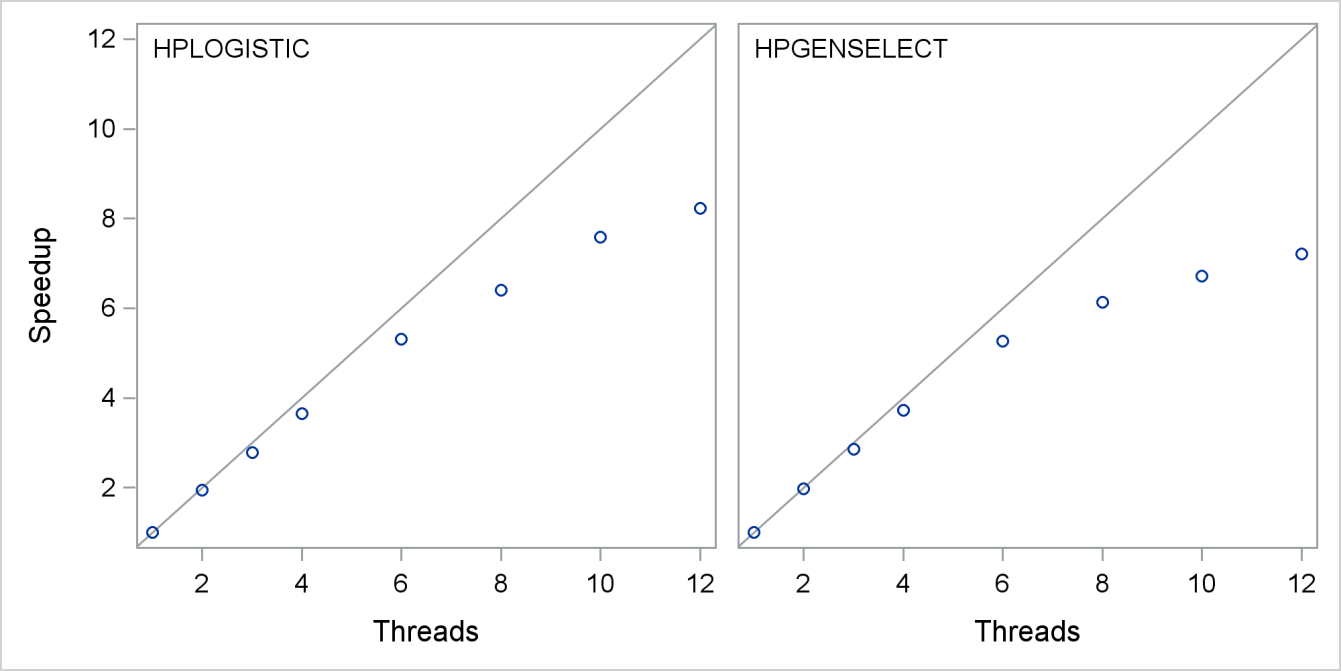 HPLOGISTIC
HPGENSELECT
Speedup
12
10
8
6
4
2
2 4 6 8 10 12
2 4 6 8 10 12
Threads
Threads